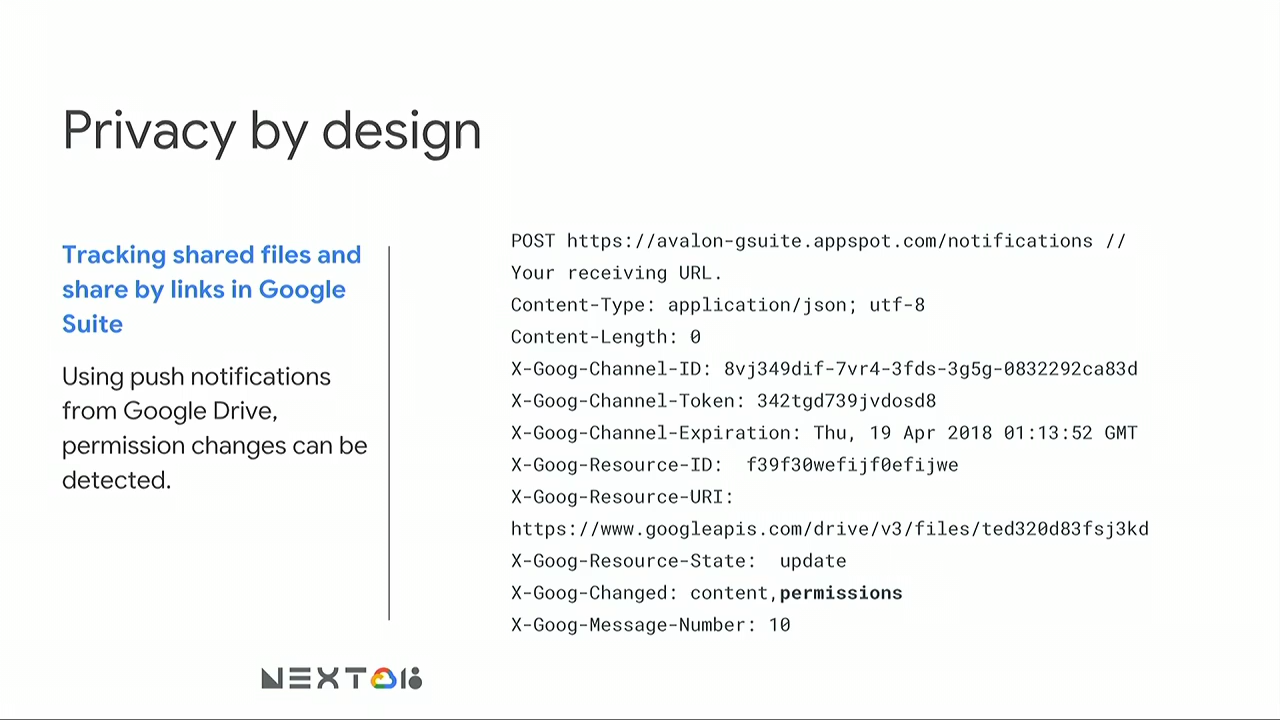 Privacy by design
Tracking shared files and
share by links in Google
Suite
Using push notifications
from Google Drive,
permission changes can be
detected.
POST https://avalon-gsuite.appspot.com/notifications //
Your receiving URL.
Content-Type: application/json; utf-8
Content-Length: 0
X-Goog-Channel-ID: 8vj349dif-7vr4-3fds-3g5g-0832292ca83d
X-Goog-Channel-Token: 342tgd739jvdosd8
X-Goog-Channel-Expiration: Thu, 19 Apr 2018 01:13:52 GMT
X-Goog-Resource-ID:  f39f30wefijf0efijwe
X-Goog-Resource-URI:
https://www.googleapis.com/drive/v3/files/ted320d83fsj3kd
X-Goog-Resource-State:  update
X-Goog-Changed: content,permissions
X-Goog-Message-Number: 10
NEXT 18